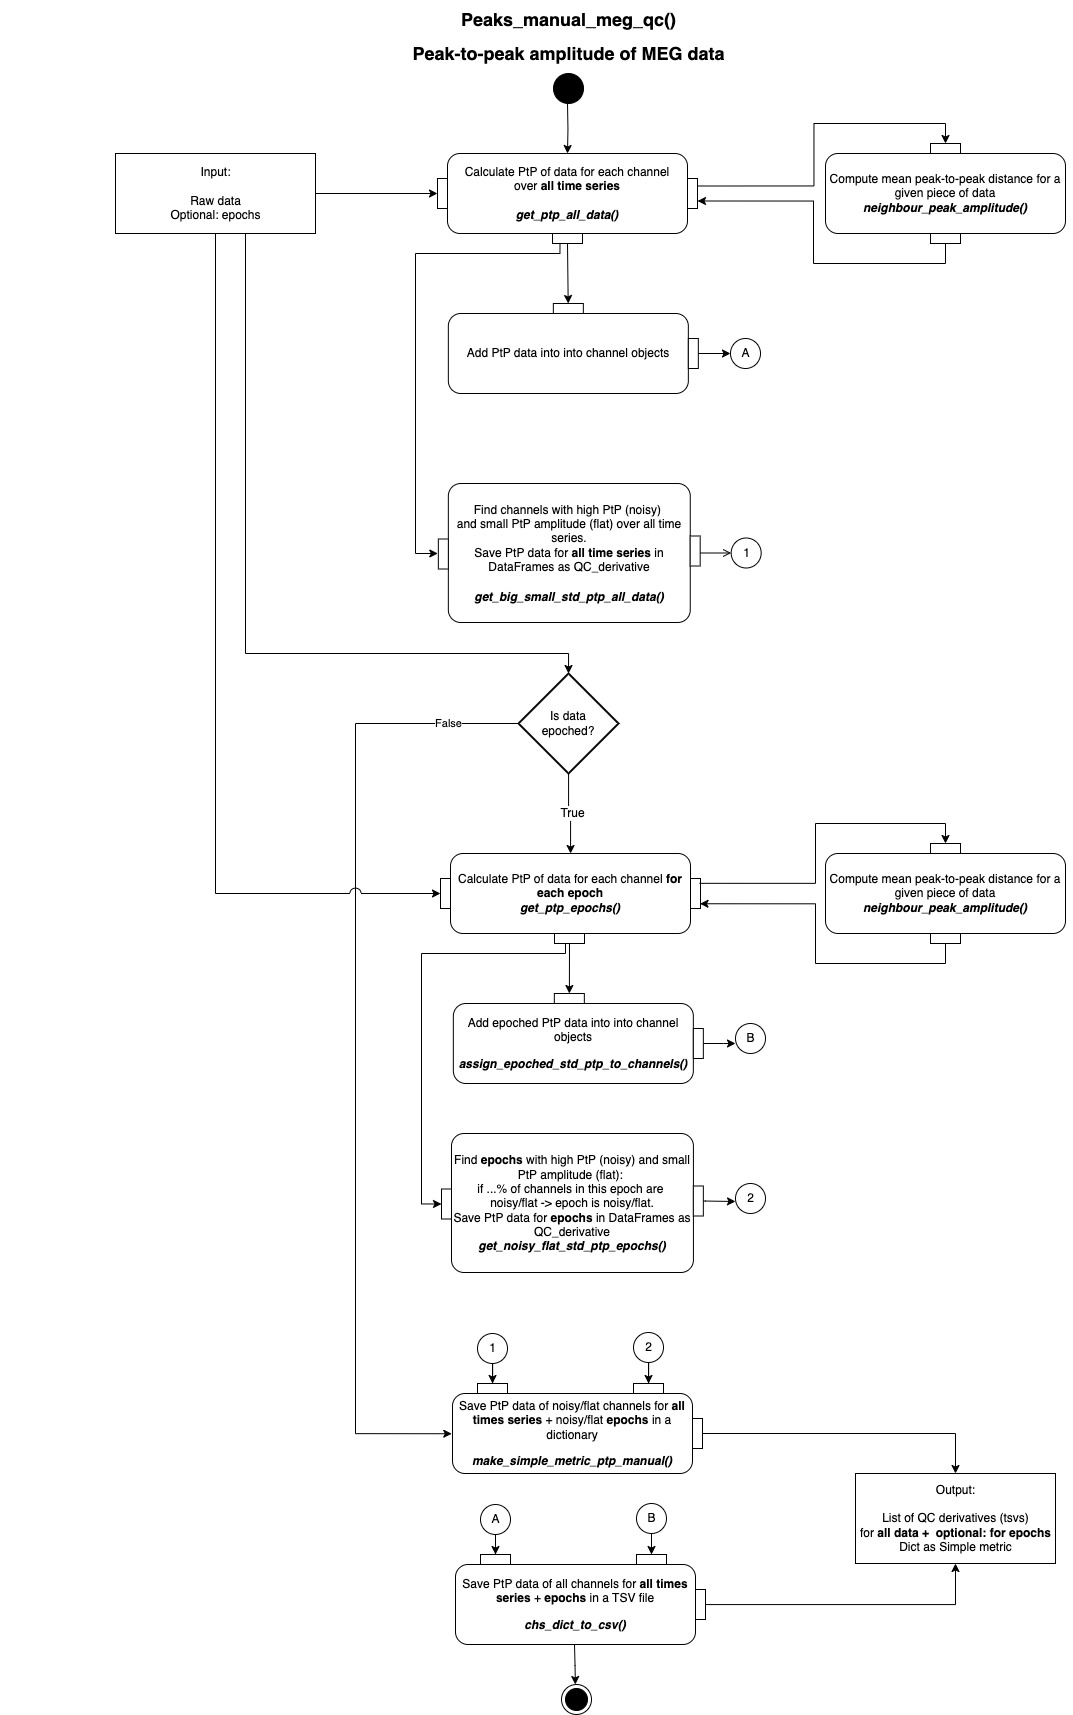 Peaks_manual_meg_qc()
Peak-to-peak amplitude of MEG data
Input:
Raw data
Optional: epochs
Calculate PtP of data for each channel
over all time series
get_ptp_all_data()
Compute mean peak-to-peak distance for a
given piece of data
neighbour_peak_amplitude()
Add PtP data into into channel objects
A
Find channels with high PtP (noisy)
and small PtP amplitude (flat) over all time
series.
Save PtP data for all time series in
DataFrames as QC_derivative
get_big_small_std_ptp_all_data()
1
Is data
epoched?
False
True
Calculate PtP of data for each channel for
each epoch
get_ptp_epochs()
Compute mean peak-to-peak distance for a
given piece of data
neighbour_peak_amplitude()
Add epoched PtP data into into channel
objects
assign_epoched_std_ptp_to_channels()
B
Find epochs with high PtP (noisy) and small
PtP amplitude (flat):
if ...% of channels in this epoch are
noisy/flat -> epoch is noisy/flat.
Save PtP data for epochs in DataFrames as
QC_derivative
get_noisy_flat_std_ptp_epochs()
2
1
2
Save PtP data of noisy/flat channels for all
times series + noisy/flat epochs in a
dictionary
make_simple_metric_ptp_manual()
Output:
List of QC derivatives (tsvs)
for all data + optional: for epochs
Dict as Simple metric
A
B
Save PtP data of all channels for all times
series + epochs in a TSV file
chs_dict_to_csv()